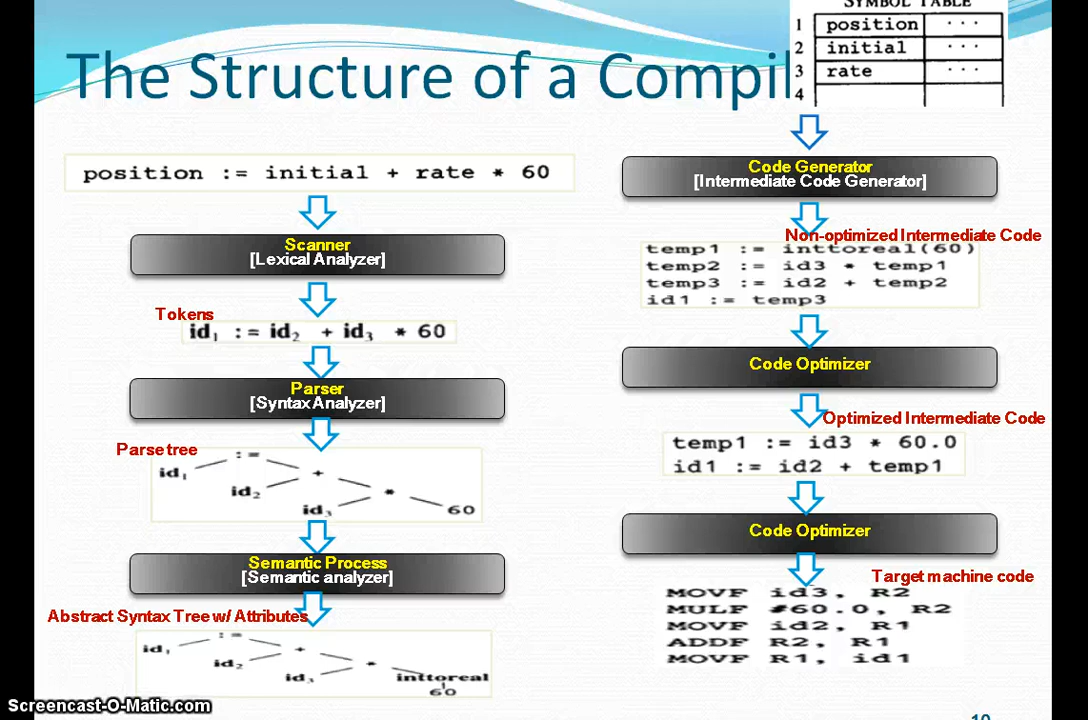 SYMBOL TABLE
1 position ...
2 initial ...
3 rate ...
4
The Structure of a Compil
position := initial + rate * 60
Scanner
[Lexical Analyzer]
Tokens
id1 := id2 + id3 * 60
Parser
[Syntax Analyzer]
Parse tree
:=
id1 +
id2 *
id3 60
Semantic Process
[Semantic analyzer]
Abstract Syntax Tree w/ Attributes
:=
id1 +
id2 *
id3 inttoreal
60
Code Generator
[Intermediate Code Generator]
Non-optimized Intermediate Code
temp1 := inttoreal(60)
temp2 := id3 * temp1
temp3 := id2 + temp2
id1 := temp3
Code Optimizer
Optimized Intermediate Code
temp1 := id3 * 60.0
id1 := id2 + temp1
Code Optimizer
Target machine code
MOVF id3, R2
MULF #60.0, R2
MOVF id2, R1
ADDF R2, R1
MOVF R1, id1
Screencast-O-Matic.com
10